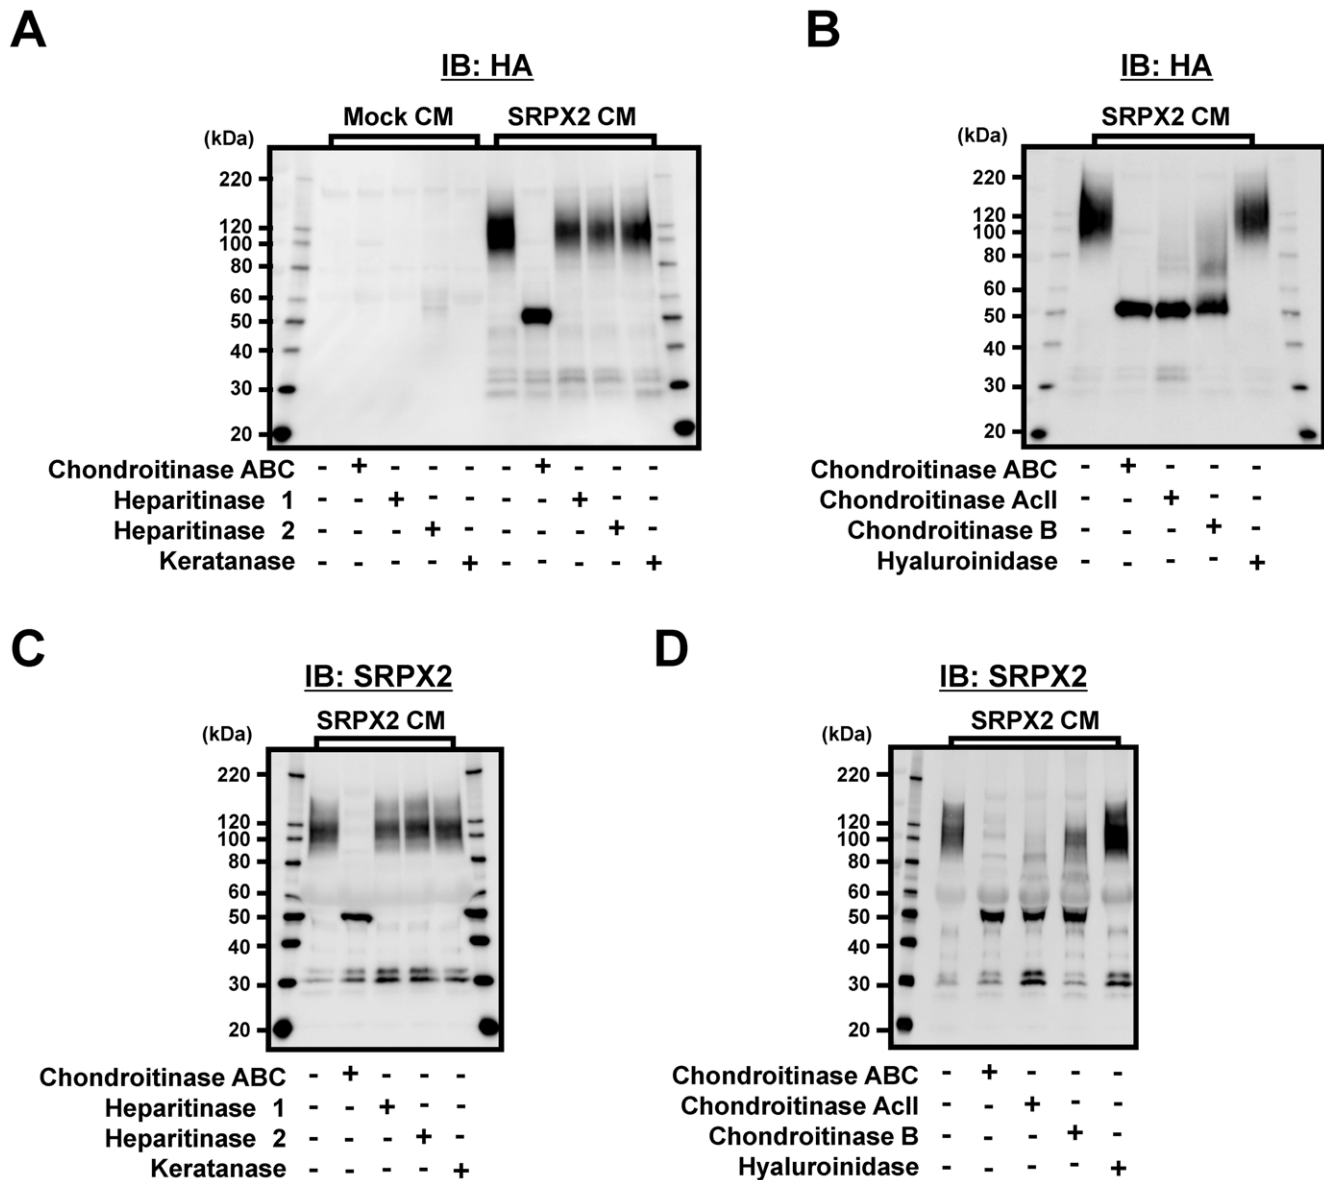 A
IB: HA
Mock CM SRPX2 CM
(kDa)
220
120
100
80
60
50
40
30
20
Chondroitinase ABC - + - - - - + - - -
Heparitinase 1 - - + - - - - + - -
Heparitinase 2 - - - + - - - - + -
Keratanase - - - - + - - - - +
B
IB: HA
SRPX2 CM
(kDa)
220
120
100
80
60
50
40
30
20
Chondroitinase ABC - + - - -
Chondroitinase AcII - - + - -
Chondroitinase B - - - + -
Hyaluroinidase - - - - +
C
IB: SRPX2
SRPX2 CM
(kDa)
220
120
100
80
60
50
40
30
20
Chondroitinase ABC - + - - -
Heparitinase 1 - - + - -
Heparitinase 2 - - - + -
Keratanase - - - - +
D
IB: SRPX2
SRPX2 CM
(kDa)
220
120
100
80
60
50
40
30
20
Chondroitinase ABC - + - - -
Chondroitinase AcII - - + - -
Chondroitinase B - - - + -
Hyaluroinidase - - - - +